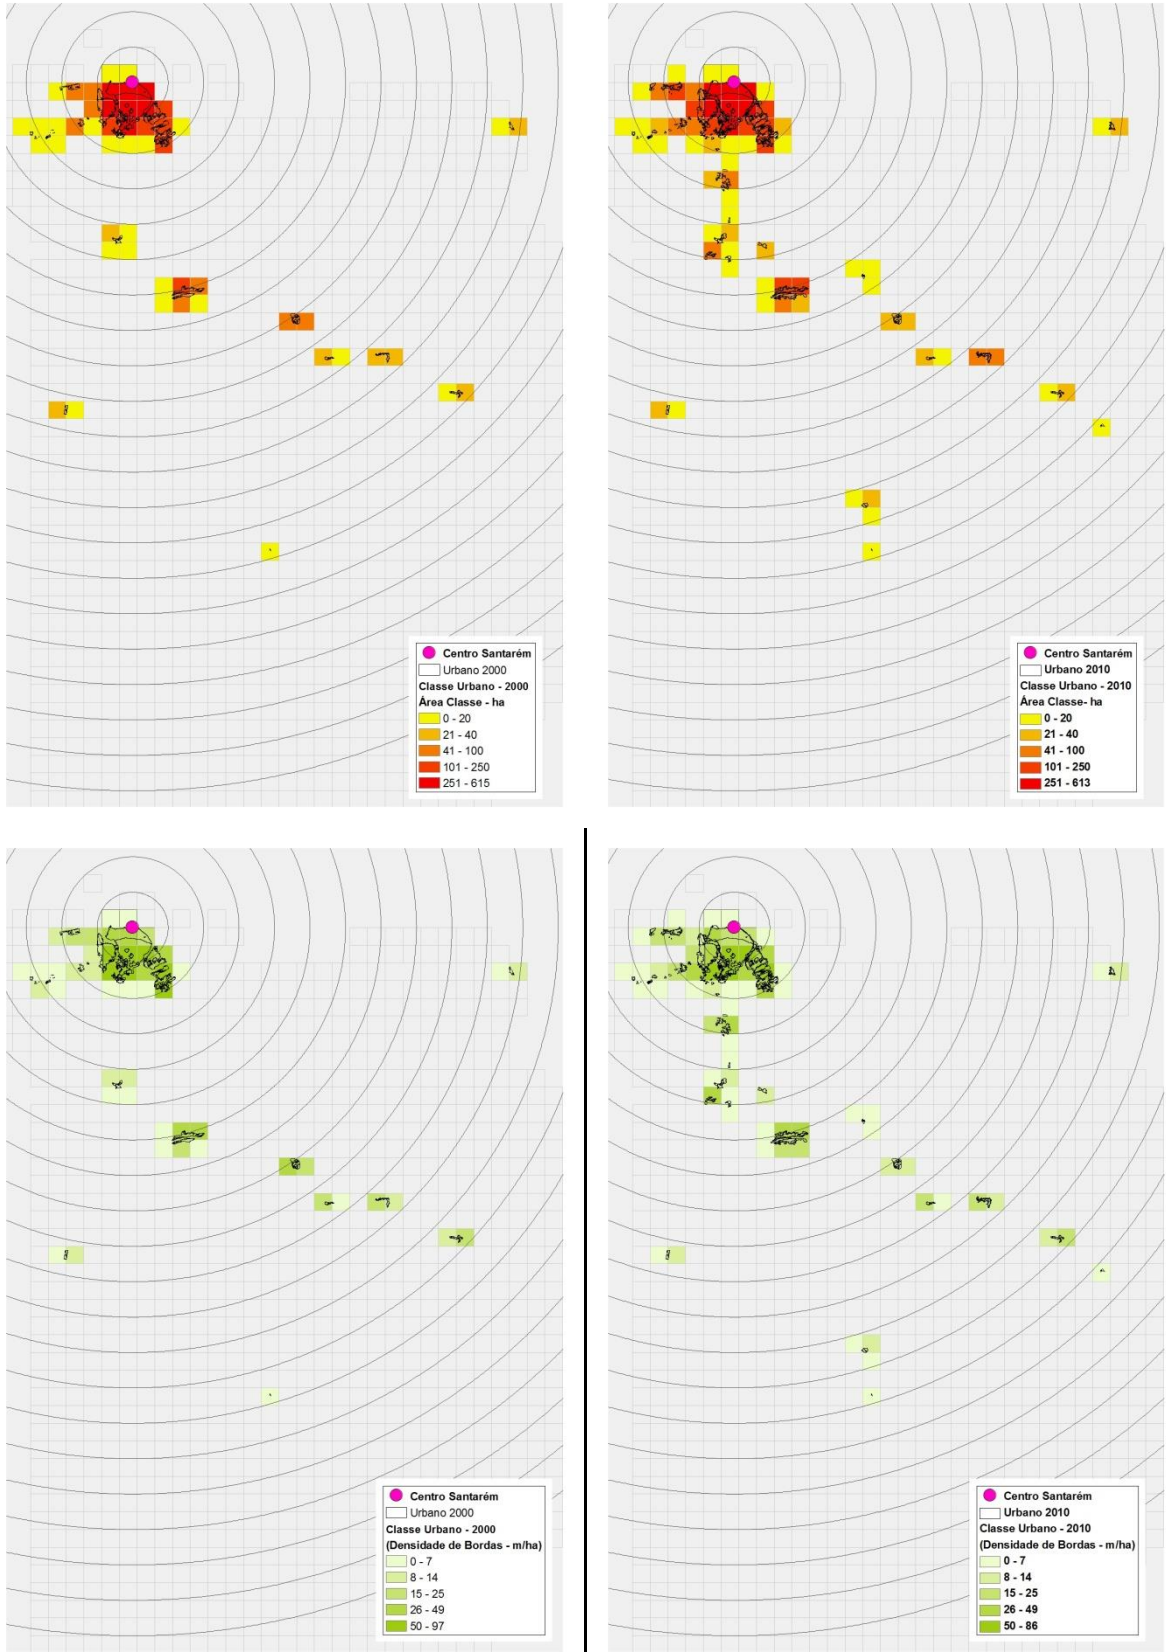 Centro Santarém
Urbano 2000
Classe Urbano - 2000
Área Classe - ha
0 - 20
21 - 40
41 - 100
101 - 250
251 - 615
Centro Santarém
Urbano 2010
Classe Urbano - 2010
Área Classe- ha
0 - 20
21 - 40
41 - 100
101 - 250
251 - 613
Centro Santarém
Urbano 2000
Classe Urbano - 2000
(Densidade de Bordas - m/ha)
0 - 7
8 - 14
15 - 25
26 - 49
50 - 97
Centro Santarém
Urbano 2010
Classe Urbano - 2010
(Densidade de Bordas - m/ha)
0 - 7
8 - 14
15 - 25
26 - 49
50 - 86